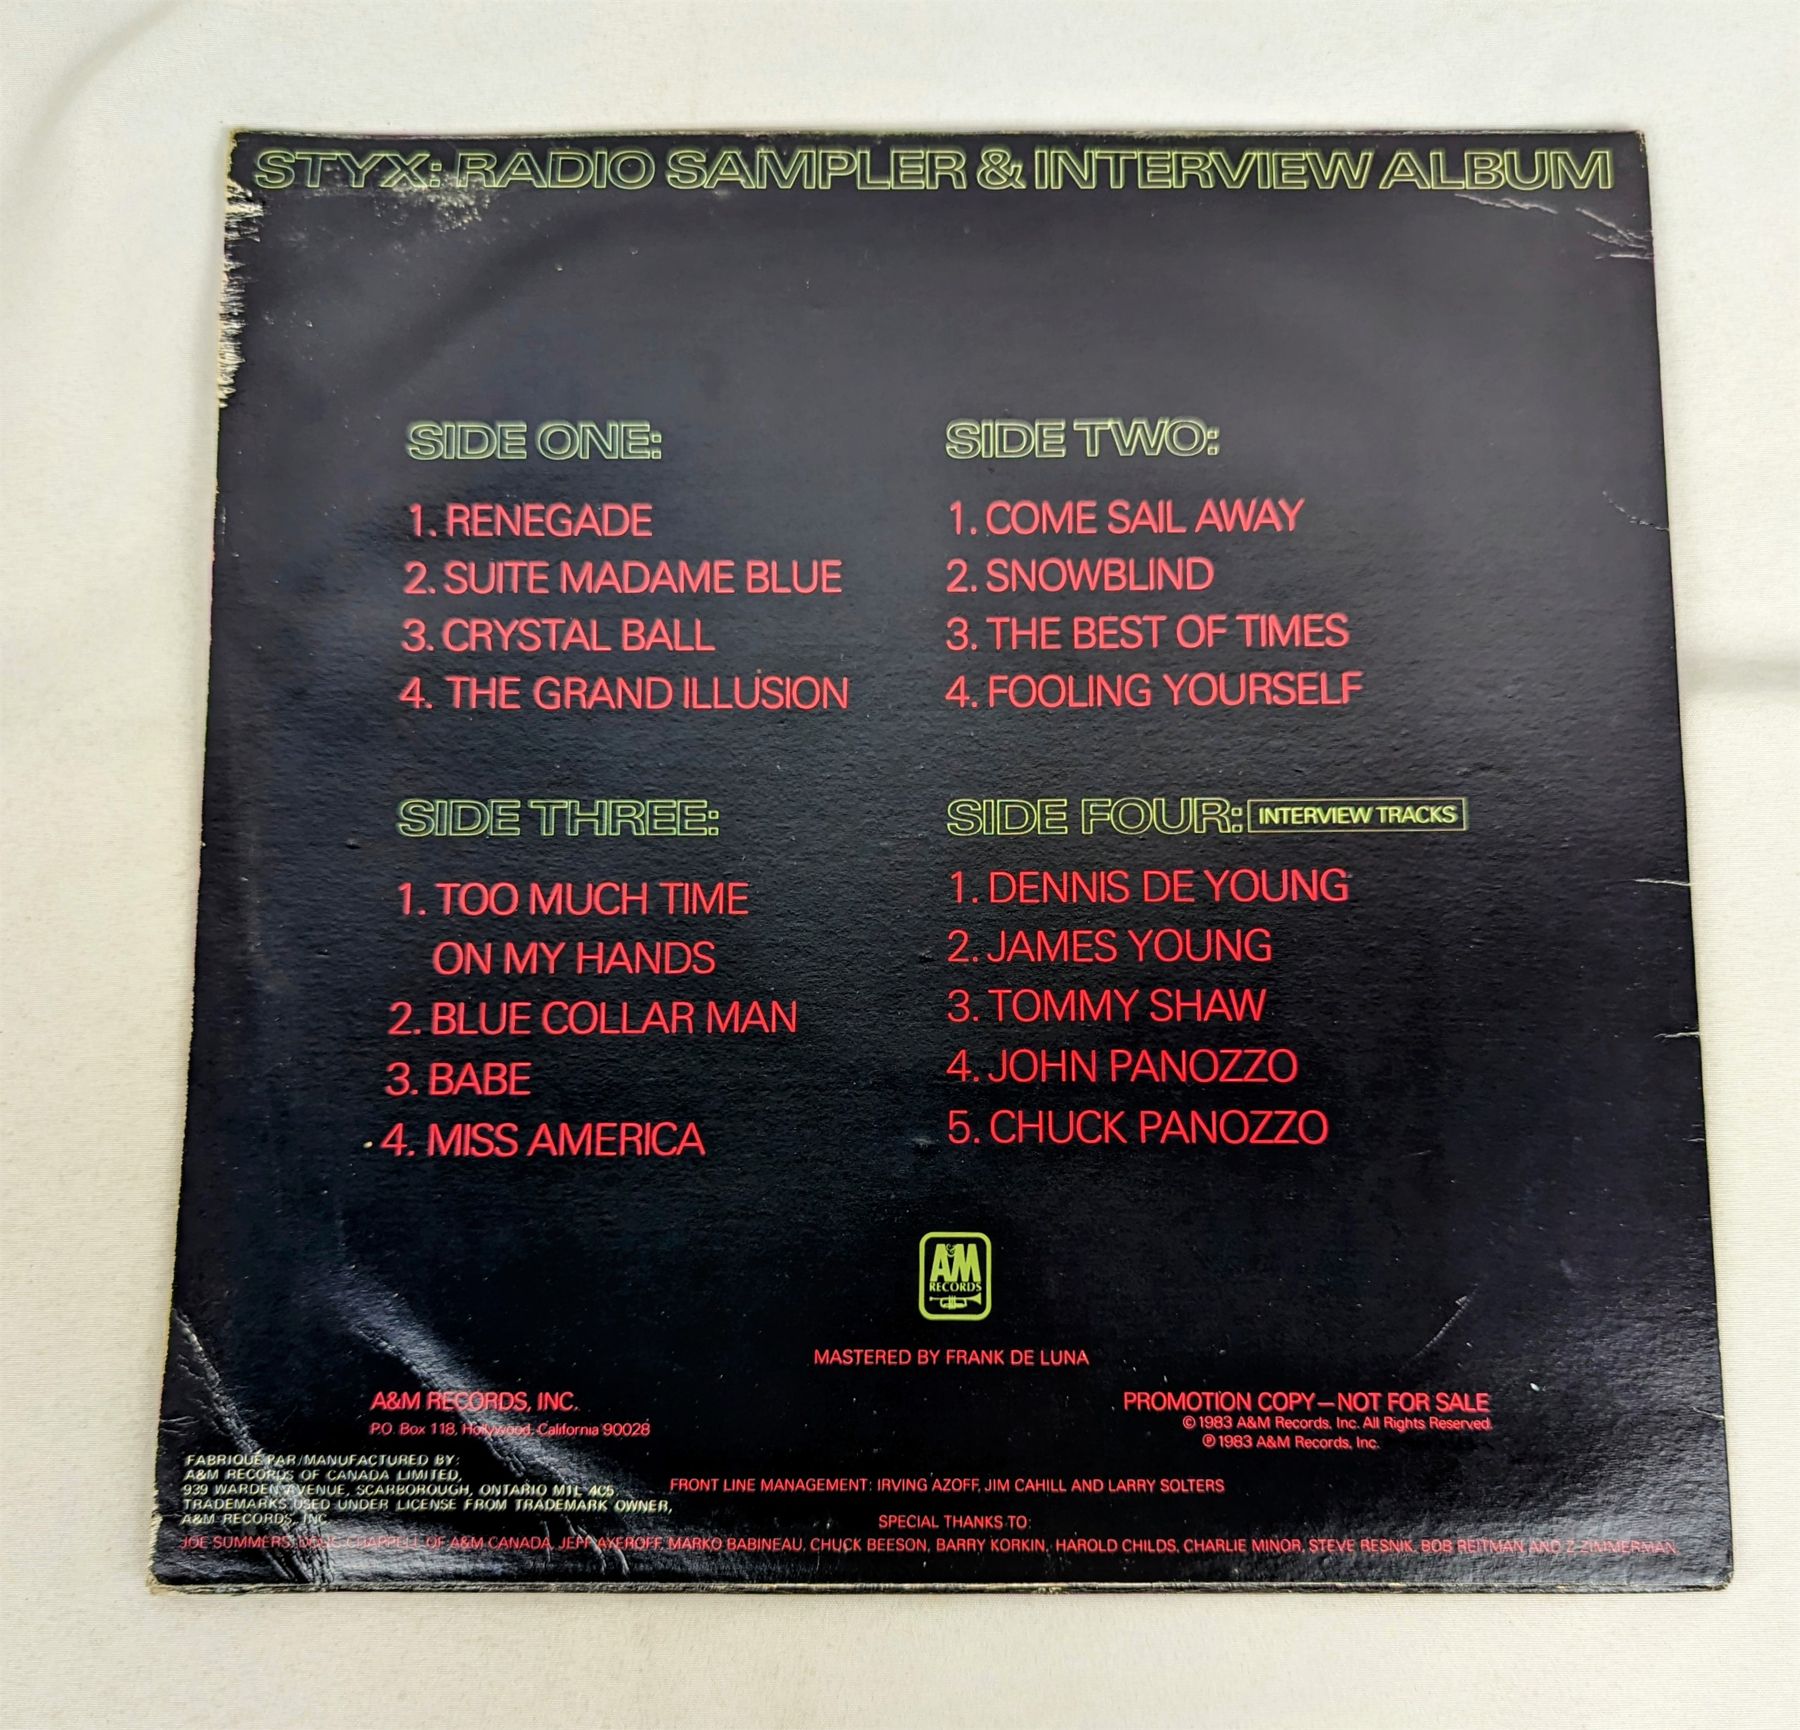 STYX: RADIO SAMPLER & INTERVIEW ALBUM
SIDE ONE:
1. RENEGADE
2. SUITE MADAME BLUE
3. CRYSTAL BALL
4. THE GRAND ILLUSION
SIDE TWO:
1. COME SAIL AWAY
2. SNOWBLIND
3. THE BEST OF TIMES
4. FOOLING YOURSELF
SIDE THREE:
1. TOO MUCH TIME
ON MY HANDS
2. BLUE COLLAR MAN
3. BABE
4. MISS AMERICA
SIDE FOUR: INTERVIEW TRACKS
1. DENNIS DE YOUNG
2. JAMES YOUNG
3. TOMMY SHAW
4. JOHN PANOZZO
5. CHUCK PANOZZO
A&M
RECORDS
MASTERED BY FRANK DE LUNA
A&M RECORDS, INC.
P.O. Box 118, Hollywood, California 90028
PROMOTION COPY—NOT FOR SALE
© 1983 A&M Records, Inc. All Rights Reserved
℗ 1983 A&M Records, Inc.
FABRIQUÉ PAR/MANUFACTURED BY:
A&M RECORDS OF CANADA LIMITED,
939 WARDEN AVENUE, SCARBOROUGH, ONTARIO M1L 4C5
TRADEMARKS USED UNDER LICENSE FROM TRADEMARK OWNER,
A&M RECORDS, INC.
FRONT LINE MANAGEMENT: IRVING AZOFF, JIM CAHILL AND LARRY SOLTERS
SPECIAL THANKS TO:
JOE SUMMERS, DOUG CHAPPELL OF A&M CANADA, JEFF AYEROFF, MARKO BABINEAU, CHUCK BEESON, BARRY KORKIN, HAROLD CHILDS, CHARLIE MINOR, STEVE RESNIK, BOB REITMAN AND Z ZIMMERMAN